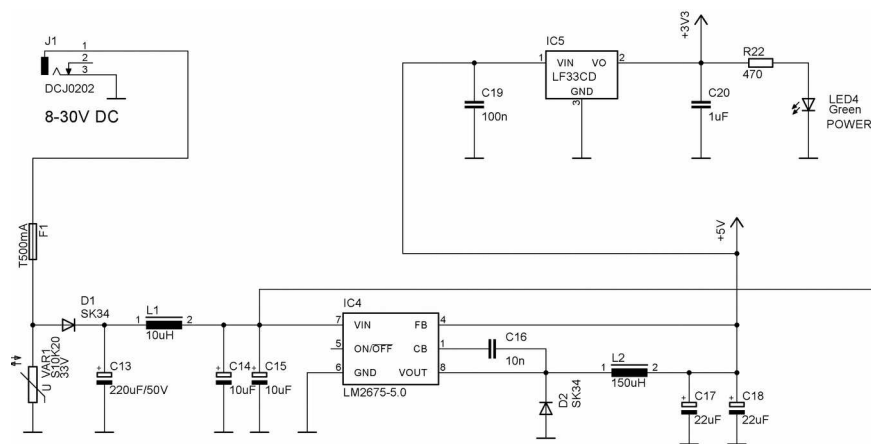 J1
1
2
3
DCJ0202
8-30V DC
T500mA
F1
D1
SK34
U
VAR1
S10K20
33V
+
C13
220uF/50V
1
L1
2
10uH
+
C14
10uF
+
C15
10uF
IC4
7
VIN
FB
4
5
ON/OFF
CB
1
6
GND
VOUT
8
LM2675-5.0
C16
10n
D2
SK34
1
L2
2
150uH
+
C17
22uF
+
C18
22uF
+5V
C19
100n
IC5
1
VIN
VO
2
LF33CD
GND
3
+3V3
C20
1uF
R22
470
LED4
Green
POWER